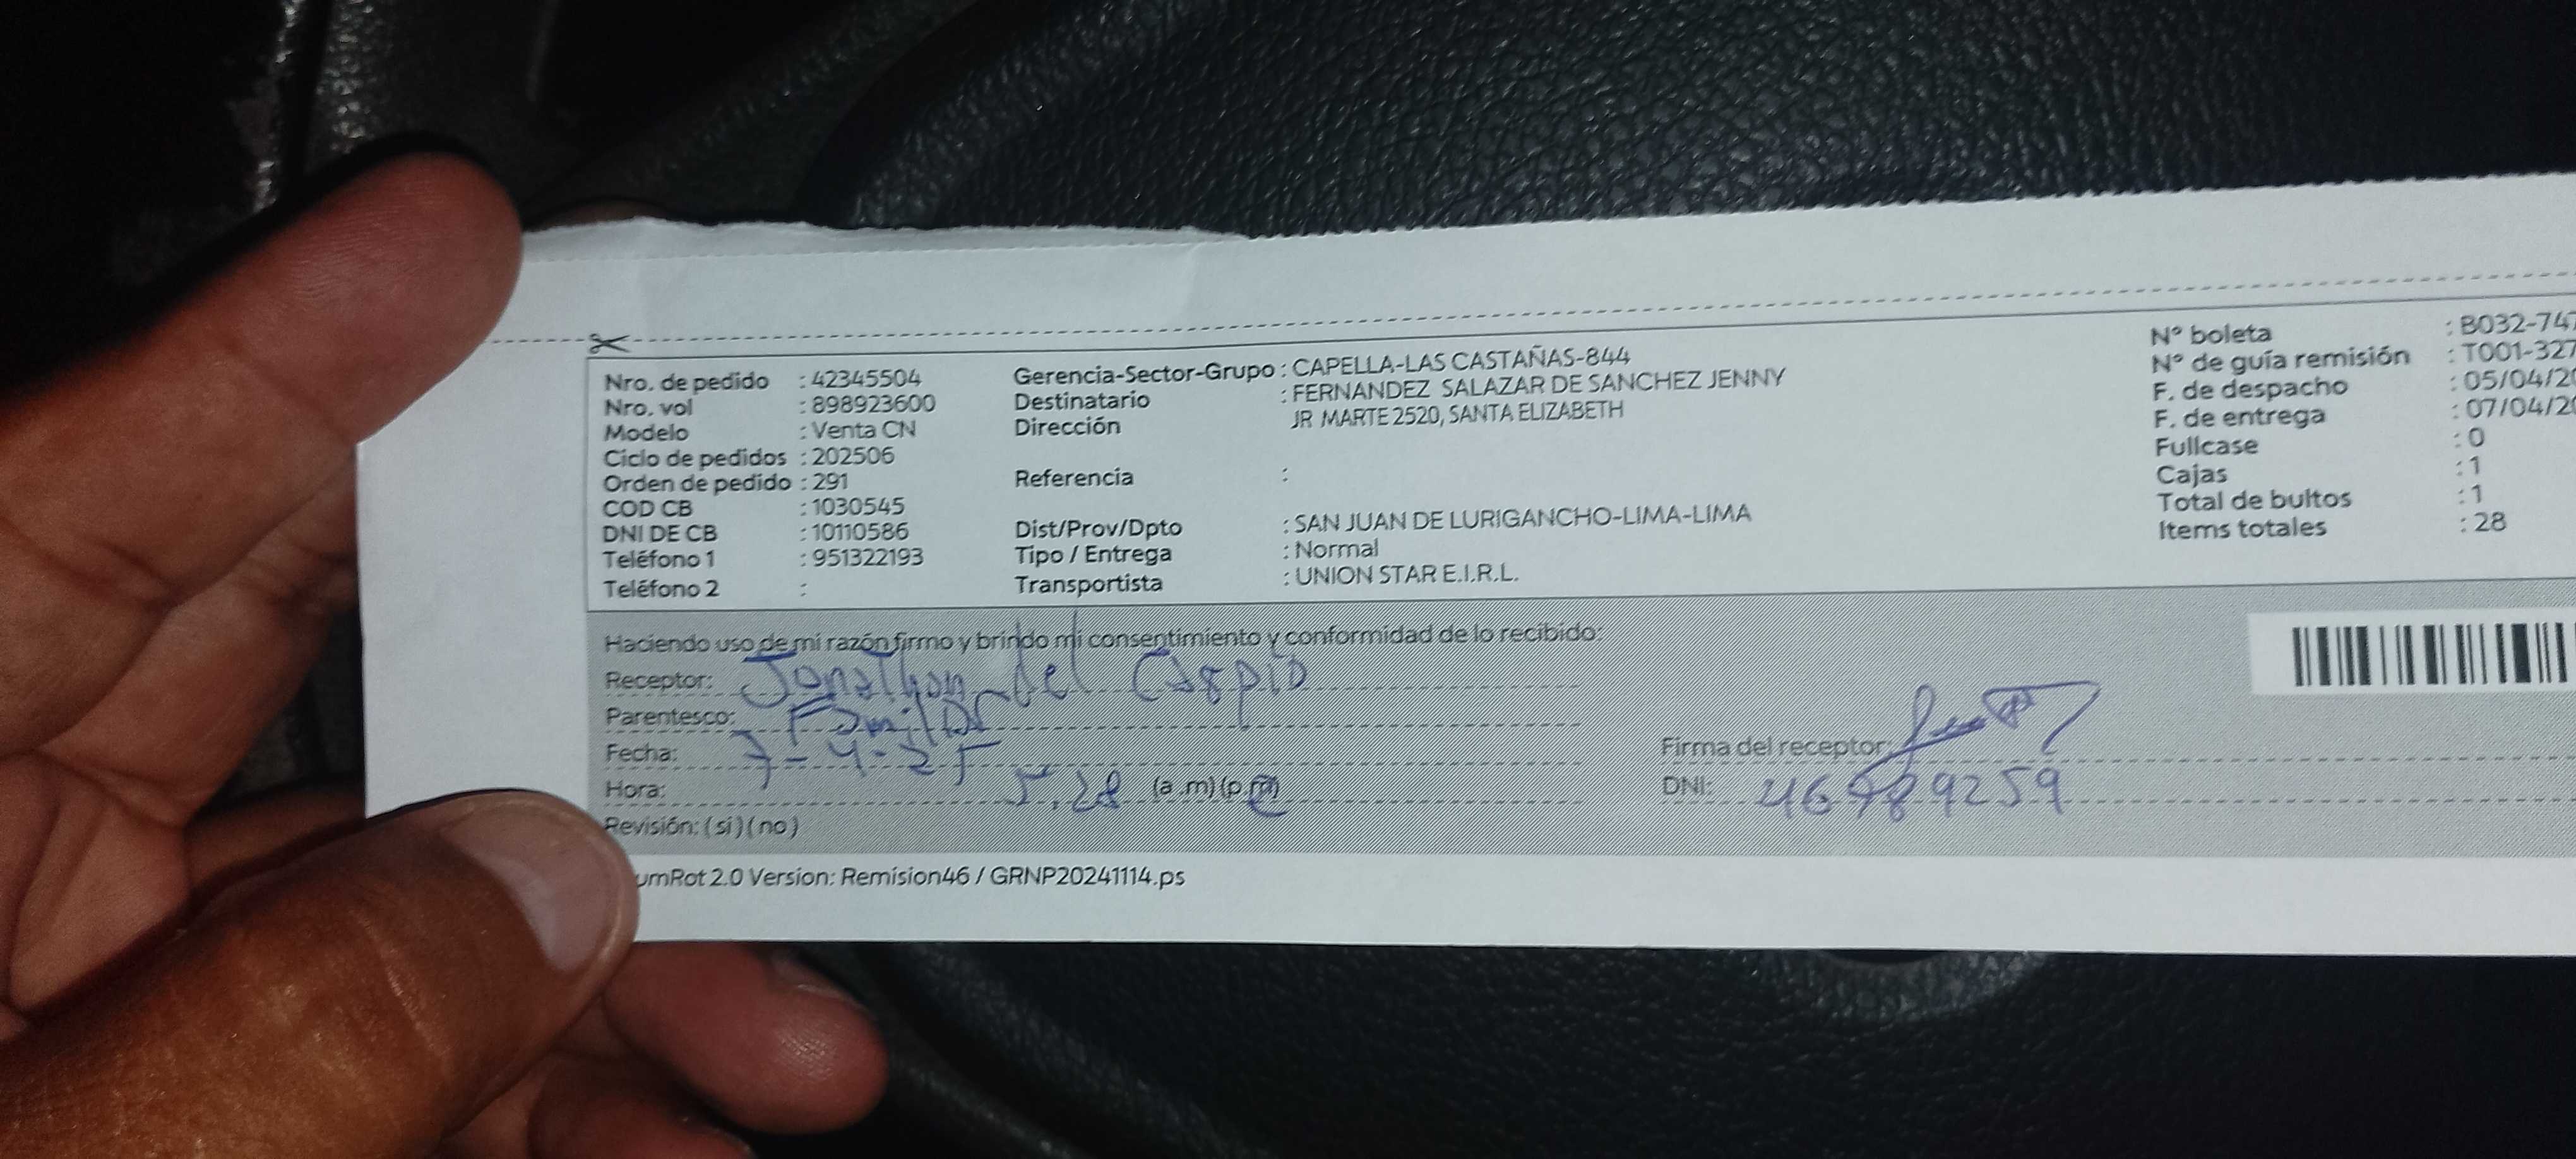 Nro. de pedido : 42345504
Nro. vol : 898923600
Modelo : Venta CN
Ciclo de pedidos : 202506
Orden de pedido : 291
COD CB : 1030545
DNI DE CB : 10110586
Teléfono 1 : 951322193
Teléfono 2 :
Gerencia-Sector-Grupo : CAPELLA-LAS CASTAÑAS-844
Destinatario : FERNANDEZ SALAZAR DE SANCHEZ JENNY
Dirección JR MARTE 2520, SANTA ELIZABETH
Referencia :
Dist/Prov/Dpto : SAN JUAN DE LURIGANCHO-LIMA-LIMA
Tipo / Entrega : Normal
Transportista : UNION STAR E.I.R.L.
N° boleta : B032-747
N° de guía remisión : T001-327
F. de despacho : 05/04/20
F. de entrega : 07/04/20
Fullcase : 0
Cajas : 1
Total de bultos : 1
Items totales : 28
Haciendo uso de mi razón firmo y brindo mi consentimiento y conformidad de lo recibido:
Receptor: Jonathan del Carpio
Parentesco: Familiar
Fecha: 7-4-25
Hora: 5.28 (a.m)(p.m)
Revisión: (si)(no)
Firma del receptor:
DNI: 46989259
umRot 2.0 Version: Remision46 / GRNP20241114.ps